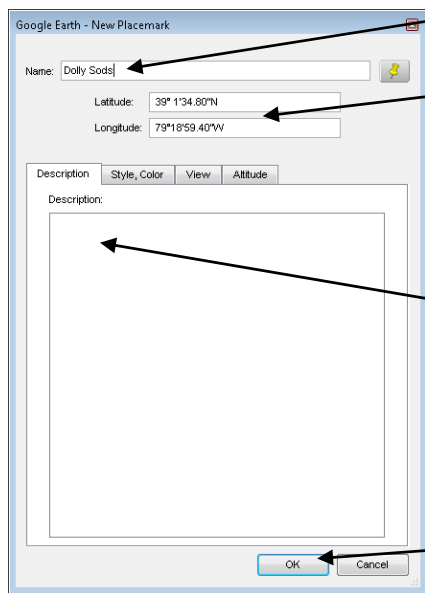 Google Earth - New Placemark
Name: Dolly Sods
Latitude: 39° 1'34.80"N
Longitude: 79°18'59.40"W
Description Style, Color View Altitude
Description:
OK Cancel